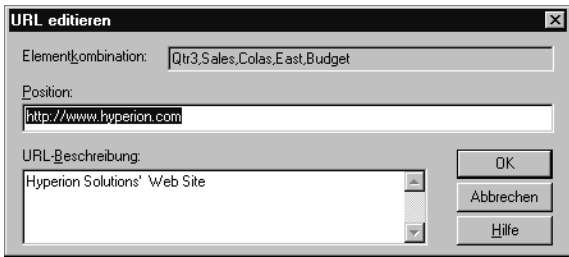 URL editieren
Elementkombination: Qtr3,Sales,Colas,East,Budget
Position:
http://www.hyperion.com
URL-Beschreibung:
Hyperion Solutions' Web Site
OK
Abbrechen
Hilfe